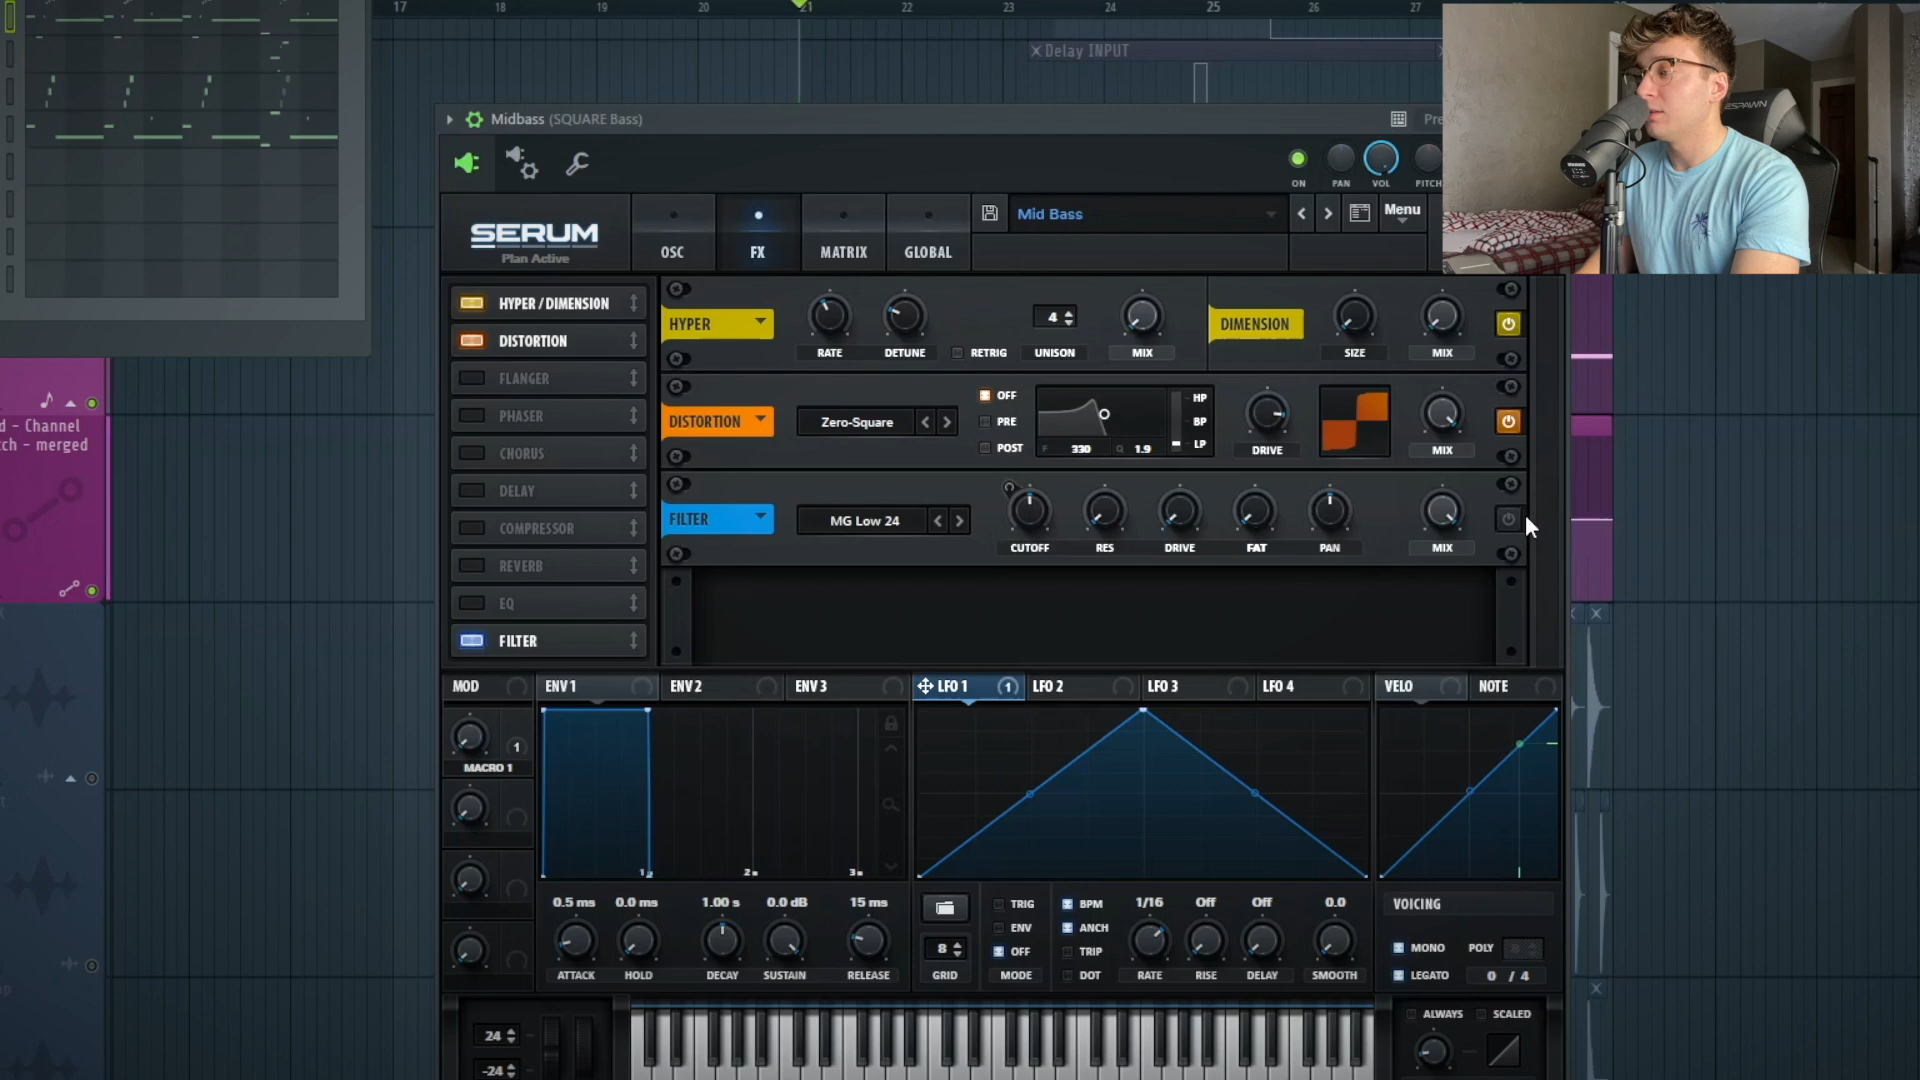 17 18 19 20 21 22 23 24 25 26 27
Delay INPUT
Midbass (SQUARE Bass)
Pre
ON PAN VOL PITCH
SERUM
Plan Active
OSC FX MATRIX GLOBAL
Mid Bass
Menu
ESPAWN
HYPER / DIMENSION
DISTORTION
FLANGER
PHASER
CHORUS
DELAY
COMPRESSOR
REVERB
EQ
FILTER
HYPER
RATE DETUNE RETRIG 4 UNISON MIX
DIMENSION
SIZE MIX
DISTORTION
Zero-Square
OFF
PRE
POST
F 330 Q 1.9
HP
BP
LP
DRIVE MIX
FILTER
MG Low 24
CUTOFF RES DRIVE FAT PAN MIX
d - Channel
tch - merged
MOD ENV 1 ENV 2 ENV 3 LFO 1 1 LFO 2 LFO 3 LFO 4 VELO NOTE
1
MACRO 1
1 2 3
0.5 ms 0.0 ms 1.00 s 0.0 dB 15 ms
ATTACK HOLD DECAY SUSTAIN RELEASE
8
GRID
TRIG
ENV
OFF
MODE
BPM
ANCH
TRIP
DOT
1/16 Off Off 0.0
RATE RISE DELAY SMOOTH
VOICING
MONO POLY
LEGATO 0 / 4
ALWAYS SCALED
24
-24